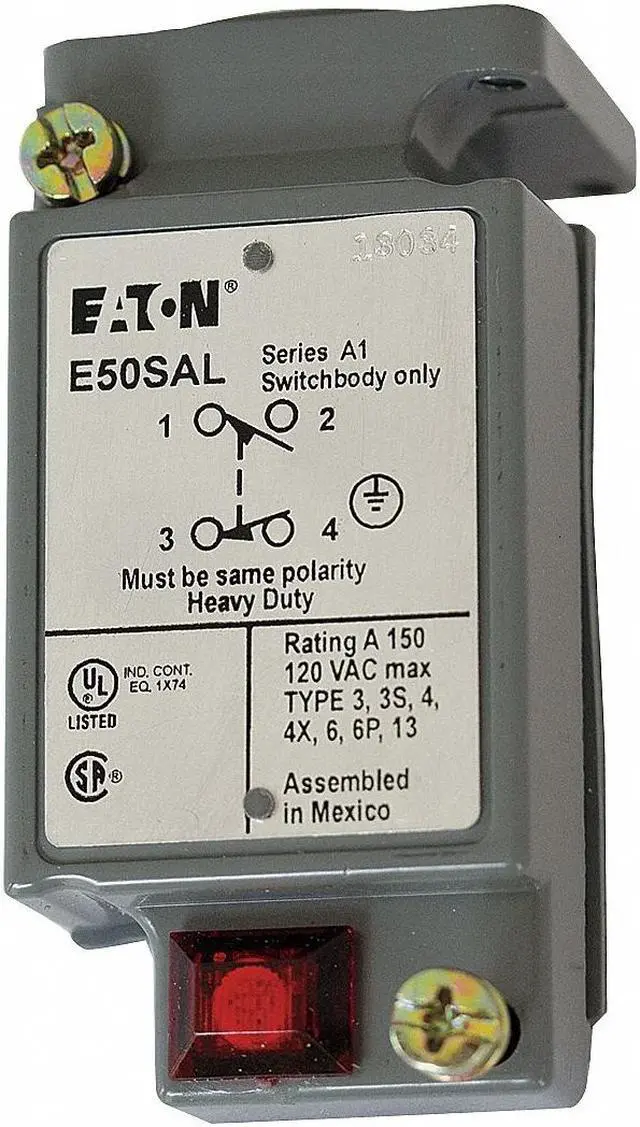 18034
EATON®
E50SAL
Series A1
Switchbody only
1 2
3 4
Must be same polarity
Heavy Duty
UL
®
LISTED
IND. CONT.
EQ. 1X74
SA ®
Rating A 150
120 VAC max
TYPE 3, 3S, 4,
4X, 6, 6P, 13
Assembled
in Mexico